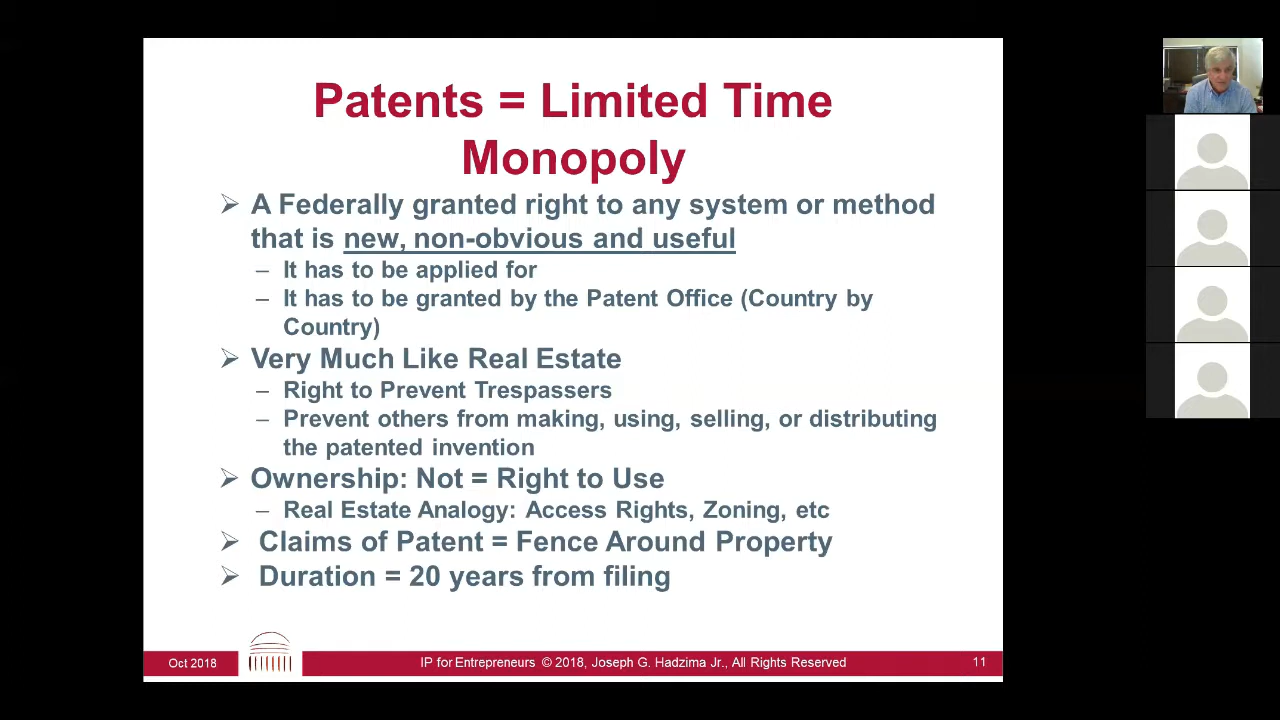 Patents = Limited Time
Monopoly
➢ A Federally granted right to any system or method
that is new, non-obvious and useful
– It has to be applied for
– It has to be granted by the Patent Office (Country by
Country)
➢ Very Much Like Real Estate
– Right to Prevent Trespassers
– Prevent others from making, using, selling, or distributing
the patented invention
➢ Ownership: Not = Right to Use
– Real Estate Analogy: Access Rights, Zoning, etc
➢ Claims of Patent = Fence Around Property
➢ Duration = 20 years from filing
Oct 2018 IP for Entrepreneurs © 2018, Joseph G. Hadzima Jr., All Rights Reserved 11